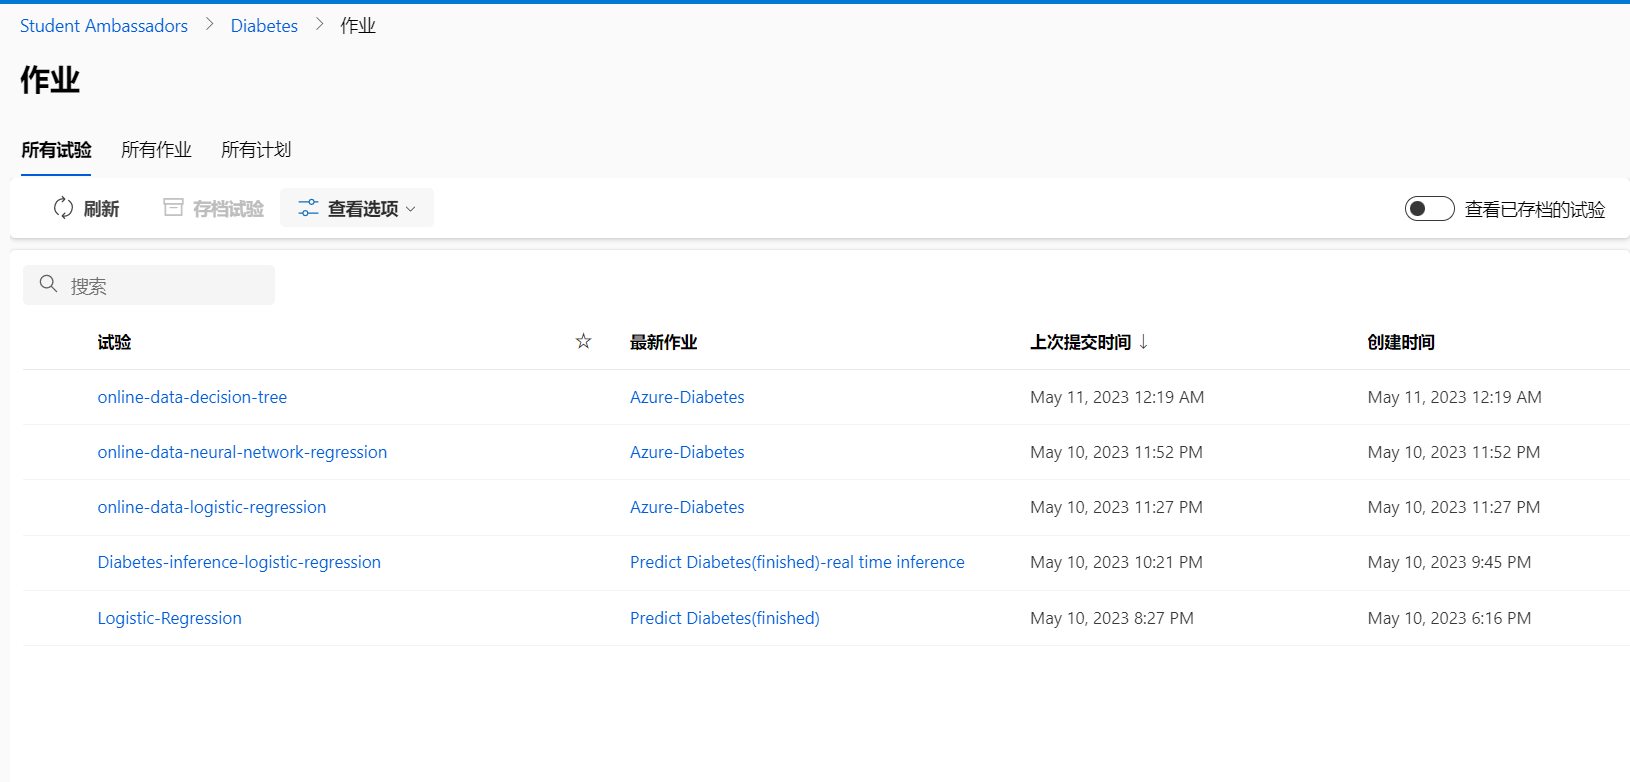 Student Ambassadors > Diabetes > 作业
作业
所有试验 所有作业 所有计划
刷新 存档试验 查看选项 查看已存档的试验
搜索
试验 最新作业 上次提交时间 ↓ 创建时间
online-data-decision-tree Azure-Diabetes May 11, 2023 12:19 AM May 11, 2023 12:19 AM
online-data-neural-network-regression Azure-Diabetes May 10, 2023 11:52 PM May 10, 2023 11:52 PM
online-data-logistic-regression Azure-Diabetes May 10, 2023 11:27 PM May 10, 2023 11:27 PM
Diabetes-inference-logistic-regression Predict Diabetes(finished)-real time inference May 10, 2023 10:21 PM May 10, 2023 9:45 PM
Logistic-Regression Predict Diabetes(finished) May 10, 2023 8:27 PM May 10, 2023 6:16 PM